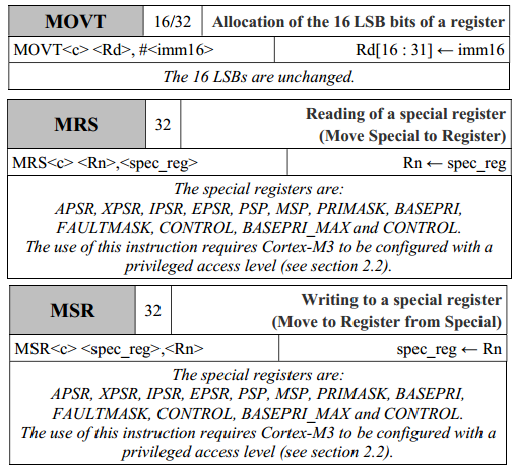 MOVT 16/32 Allocation of the 16 LSB bits of a register
MOVT<c> <Rd>, #<imm16> Rd[16 : 31] ← imm16
The 16 LSBs are unchanged.
MRS 32 Reading of a special register
(Move Special to Register)
MRS<c> <Rn>,<spec_reg> Rn ← spec_reg
The special registers are:
APSR, XPSR, IPSR, EPSR, PSP, MSP, PRIMASK, BASEPRI,
FAULTMASK, CONTROL, BASEPRI_MAX and CONTROL.
The use of this instruction requires Cortex-M3 to be configured with a
privileged access level (see section 2.2).
MSR 32 Writing to a special register
(Move to Register from Special)
MSR<c> <spec_reg>,<Rn> spec_reg ← Rn
The special registers are:
APSR, XPSR, IPSR, EPSR, PSP, MSP, PRIMASK, BASEPRI,
FAULTMASK, CONTROL, BASEPRI_MAX and CONTROL.
The use of this instruction requires Cortex-M3 to be configured with a
privileged access level (see section 2.2).